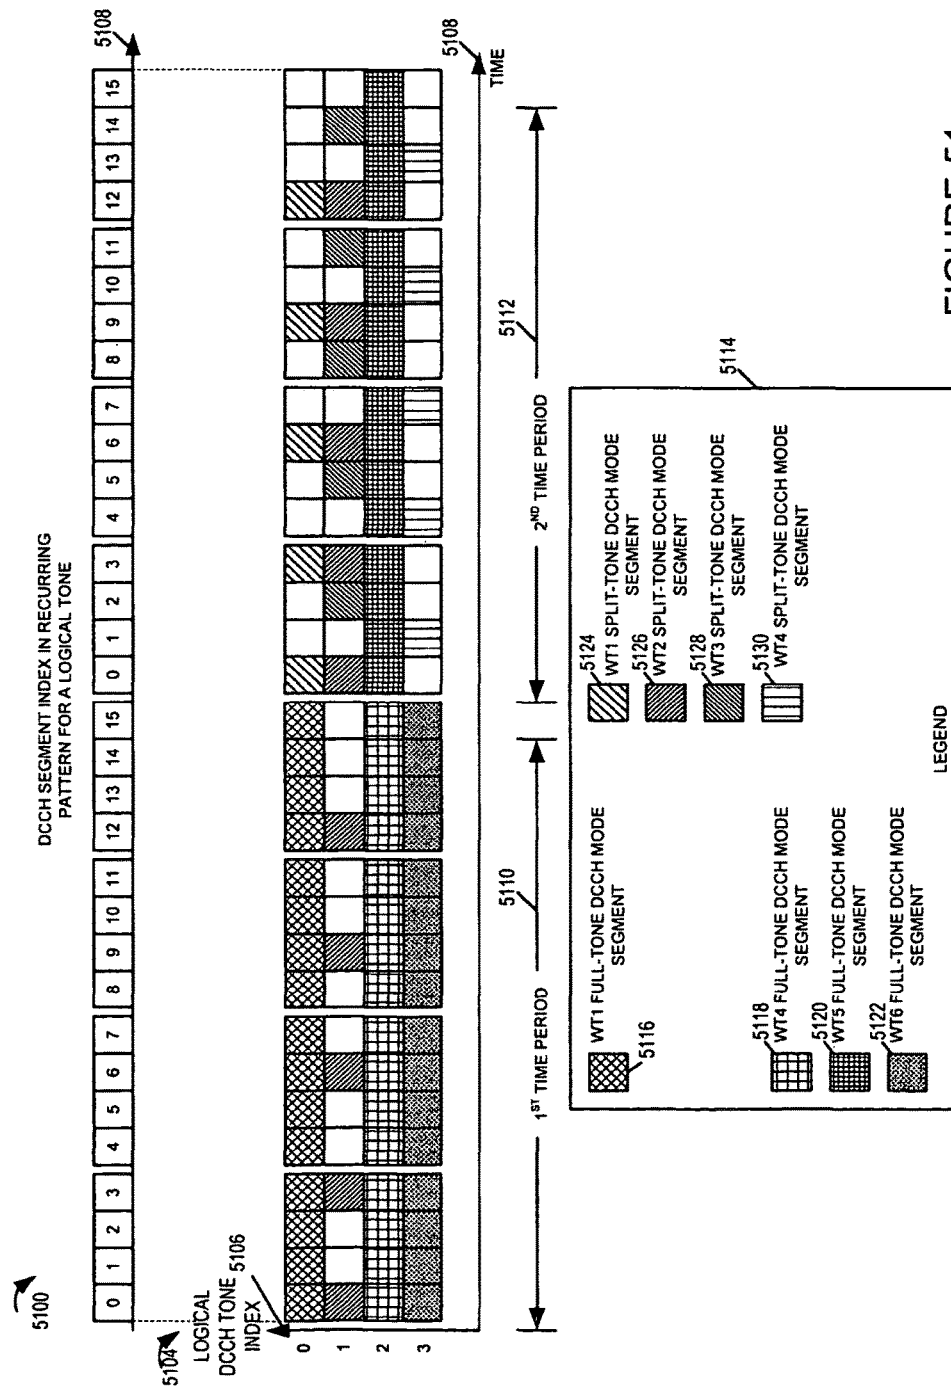 5100
DCCH SEGMENT INDEX IN RECURRING
PATTERN FOR A LOGICAL TONE
0 1 2 3 4 5 6 7 8 9 10 11 12 13 14 15 0 1 2 3 4 5 6 7 8 9 10 11 12 13 14 15
5108
5104
LOGICAL
DCCH TONE
INDEX
5106
0
1
2
3
5108
TIME
1ST TIME PERIOD
5110
2ND TIME PERIOD
5112
5114
WT1 FULL-TONE DCCH MODE
SEGMENT
5116
5118
WT4 FULL-TONE DCCH MODE
SEGMENT
5120
WT5 FULL-TONE DCCH MODE
SEGMENT
5122
WT6 FULL-TONE DCCH MODE
SEGMENT
5124
WT1 SPLIT-TONE DCCH MODE
SEGMENT
5126
WT2 SPLIT-TONE DCCH MODE
SEGMENT
5128
WT3 SPLIT-TONE DCCH MODE
SEGMENT
5130
WT4 SPLIT-TONE DCCH MODE
SEGMENT
LEGEND
FIGURE 51